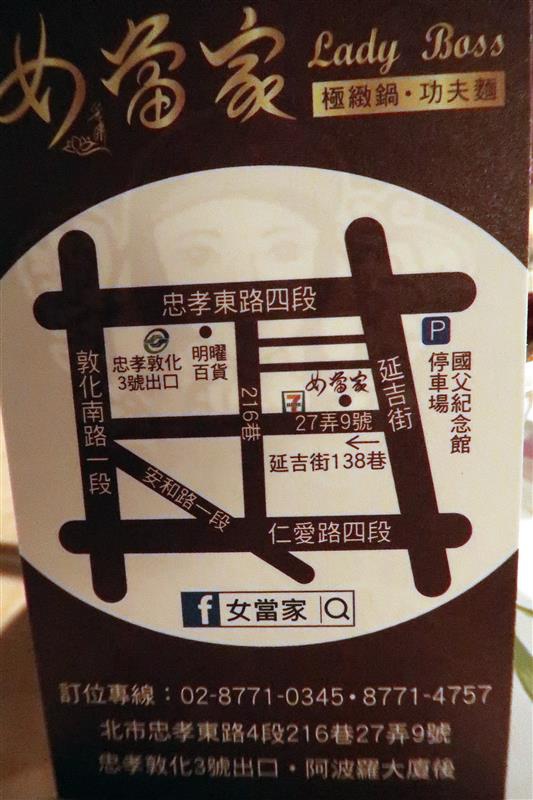 女當家
Lady Boss
極緻鍋・功夫麵
忠孝東路四段
忠孝敦化
3號出口
明曜
百貨
敦化南路一段
216巷
7
女當家
27弄9號
延吉街138巷
延吉街
P
國父紀念館
停車場
安和路一段
仁愛路四段
f 女當家
訂位專線：02-8771-0345・8771-4757
北市忠孝東路4段216巷27弄9號
忠孝敦化3號出口・阿波羅大廈後